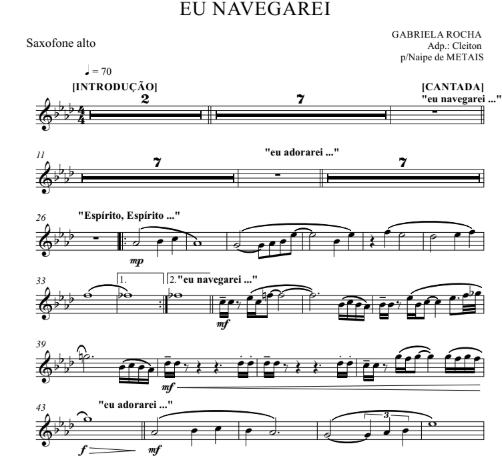 EU NAVEGAREI
Saxofone alto
GABRIELA ROCHA
Adp.: Cleiton
p/Naipe de METAIS
♩ = 70
[INTRODUÇÃO]
[CANTADA]
"eu navegarei ..."
2
7
11
"eu adorarei ..."
7
7
26
"Espírito, Espírito ..."
mp
33
1.
2.
"eu navegarei ..."
mf
39
mf
43
"eu adorarei ..."
3
f
mf